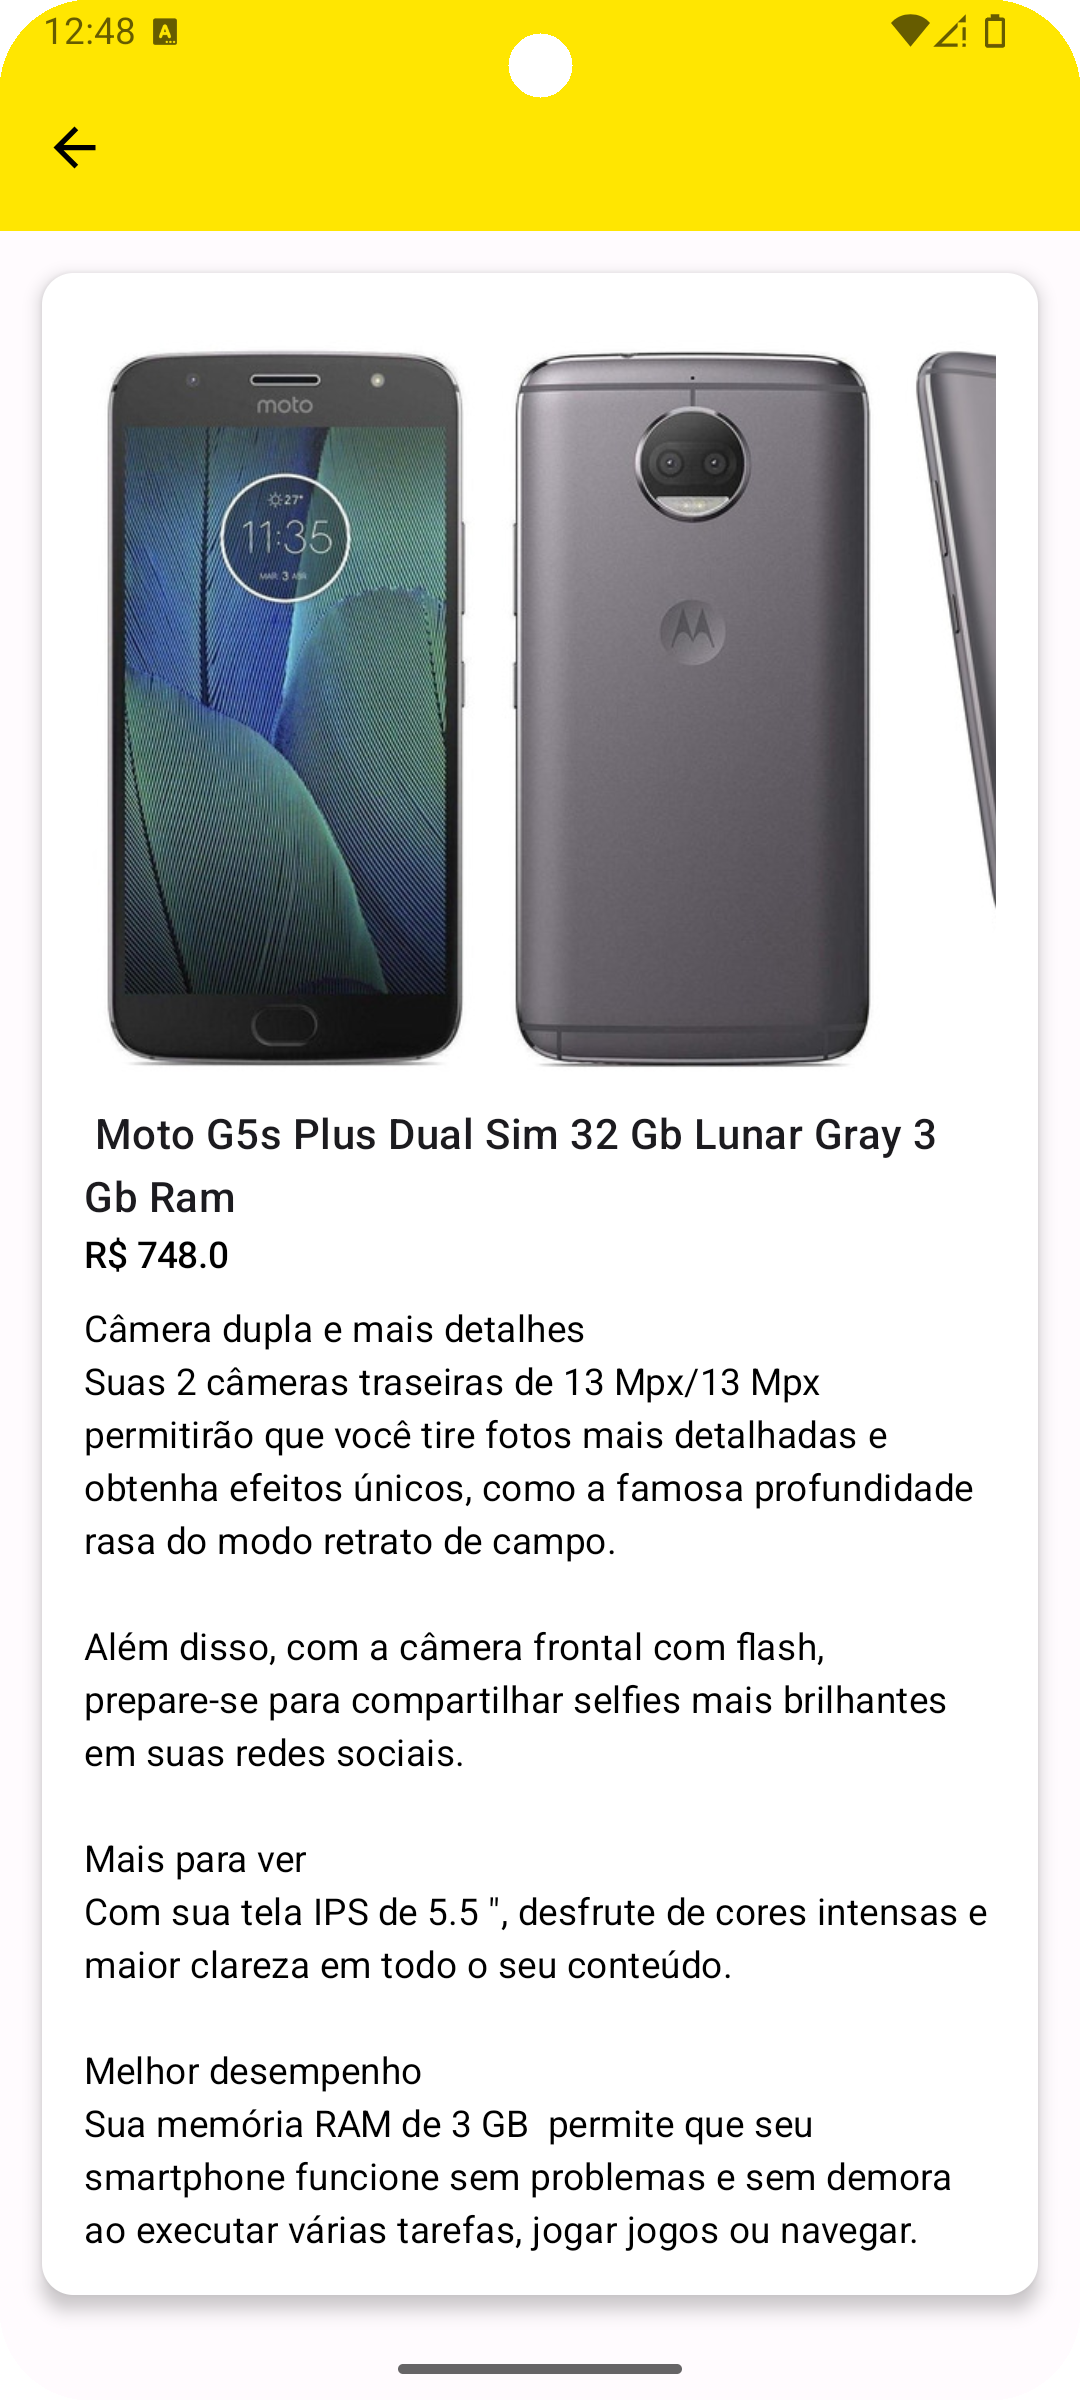 12:48
moto
27°
11:35
MAR 3 ABR
Moto G5s Plus Dual Sim 32 Gb Lunar Gray 3
Gb Ram
R$ 748.0
Câmera dupla e mais detalhes
Suas 2 câmeras traseiras de 13 Mpx/13 Mpx
permitirão que você tire fotos mais detalhadas e
obtenha efeitos únicos, como a famosa profundidade
rasa do modo retrato de campo.
Além disso, com a câmera frontal com flash,
prepare-se para compartilhar selfies mais brilhantes
em suas redes sociais.
Mais para ver
Com sua tela IPS de 5.5 ", desfrute de cores intensas e
maior clareza em todo o seu conteúdo.
Melhor desempenho
Sua memória RAM de 3 GB  permite que seu
smartphone funcione sem problemas e sem demora
ao executar várias tarefas, jogar jogos ou navegar.